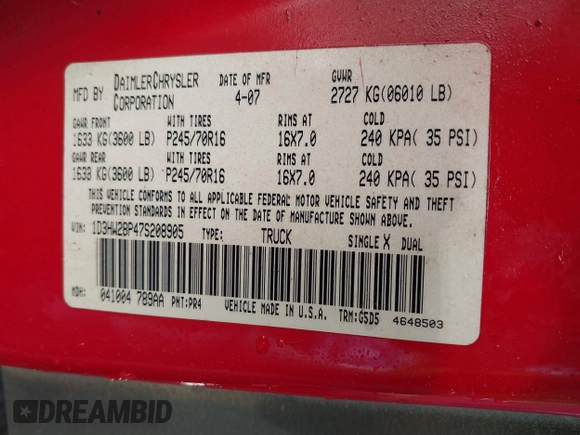 MFD BY DAIMLERCHRYSLER CORPORATION DATE OF MFR 4-07 GVWR 2727 KG(06010 LB)
GAWR FRONT WITH TIRES RIMS AT COLD
1633 KG(3600 LB) P245/70R16 16X7.0 240 KPA( 35 PSI)
GAWR REAR WITH TIRES RIMS AT COLD
1633 KG(3600 LB) P245/70R16 16X7.0 240 KPA( 35 PSI)
THIS VEHICLE CONFORMS TO ALL APPLICABLE FEDERAL MOTOR VEHICLE SAFETY AND THEFT
PREVENTION STANDARDS IN EFFECT ON THE DATE OF MANUFACTURE SHOWN ABOVE.
VIN: 1D3HW28P47S208905 TYPE: TRUCK SINGLE X DUAL
MDH: 041004 789AA PNT:PR4 VEHICLE MADE IN U.S.A. TRM:G5D5 4648503
DREAMBID